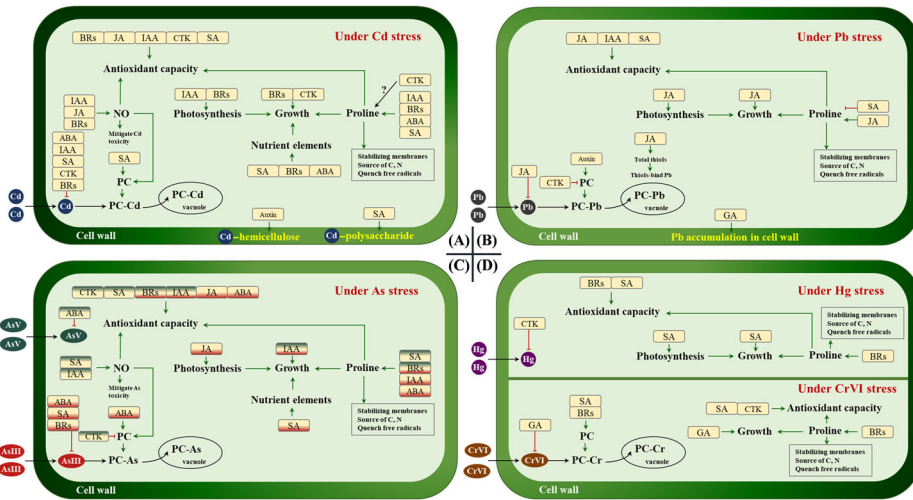 BRs JA IAA CTK SA
Under Cd stress
Antioxidant capacity
CTK
?
IAA
JA
BRs
NO
Mitigate Cd
toxicity
IAA BRs
BRs CTK
Photosynthesis
Growth
Proline
IAA
BRs
ABA
SA
ABA
IAA
SA
CTK
BRs
SA
PC
Nutrient elements
SA BRs ABA
Stabilizing membranes
Source of C, N
Quench free radicals
Cd
Cd
Cd
PC-Cd
PC-Cd
vacuole
Auxin
SA
Cell wall
Cd-hemicellulose
Cd-polysaccharide
(A)
JA IAA SA
Under Pb stress
Antioxidant capacity
JA
JA
Photosynthesis
Growth
Proline
SA
JA
JA
Total thiols
Thiols-bind Pb
Stabilizing membranes
Source of C, N
Quench free radicals
JA
CTK
Auxin
PC
Pb
Pb
Pb
PC-Pb
PC-Pb
vacuole
GA
Cell wall
Pb accumulation in cell wall
(B)
(C)
CTK SA BRs IAA JA ABA
Under As stress
ABA
AsV
AsV
AsV
Antioxidant capacity
SA
IAA
NO
Mitigate As
toxicity
JA
IAA
Photosynthesis
Growth
Proline
SA
BRs
IAA
ABA
Nutrient elements
SA
Stabilizing membranes
Source of C, N
Quench free radicals
ABA
SA
BRs
ABA
CTK
PC
AsIII
AsIII
AsIII
PC-As
PC-As
vacuole
Cell wall
(D)
BRs SA
Under Hg stress
CTK
Antioxidant capacity
Stabilizing membranes
Source of C, N
Quench free radicals
Hg
Hg
Hg
SA
SA
Photosynthesis
Growth
Proline
BRs
Under CrVI stress
SA
BRs
SA CTK
Antioxidant capacity
GA
GA
Growth
Proline
BRs
PC
Stabilizing membranes
Source of C, N
Quench free radicals
CrVI
CrVI
CrVI
PC-Cr
PC-Cr
vacuole
Cell wall